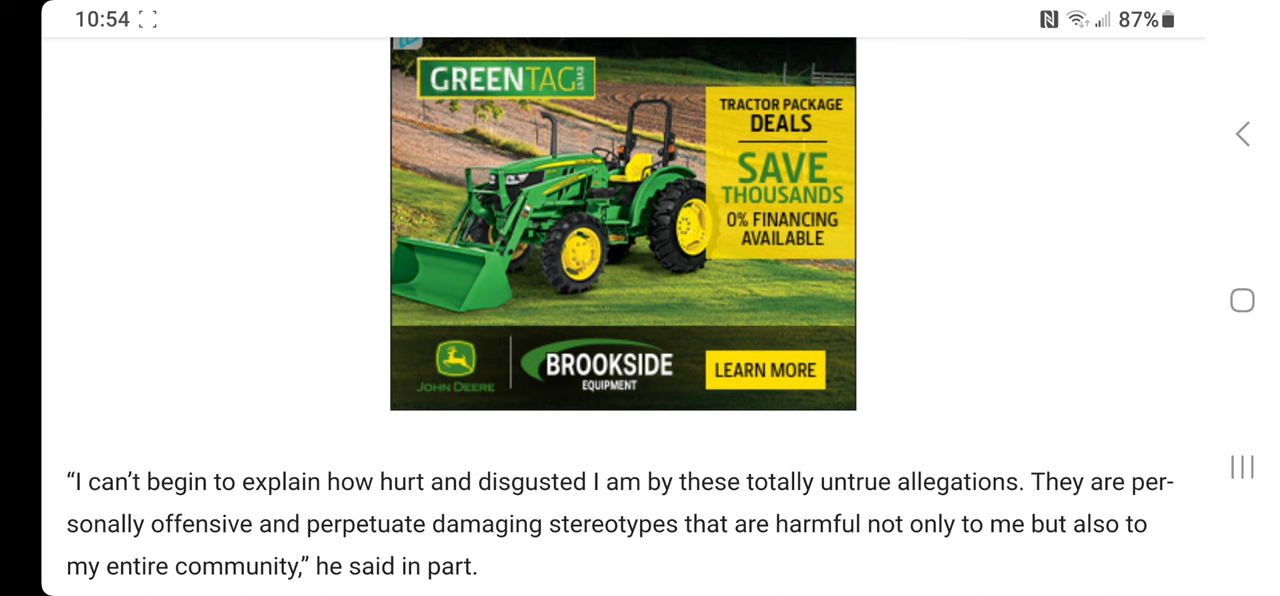 10:54
87%
GREENTAG EVENT
TRACTOR PACKAGE
DEALS
SAVE
THOUSANDS
0% FINANCING
AVAILABLE
JOHN DEERE
BROOKSIDE
EQUIPMENT
LEARN MORE
“I can’t begin to explain how hurt and disgusted I am by these totally untrue allegations. They are per-
sonally offensive and perpetuate damaging stereotypes that are harmful not only to me but also to
my entire community,” he said in part.